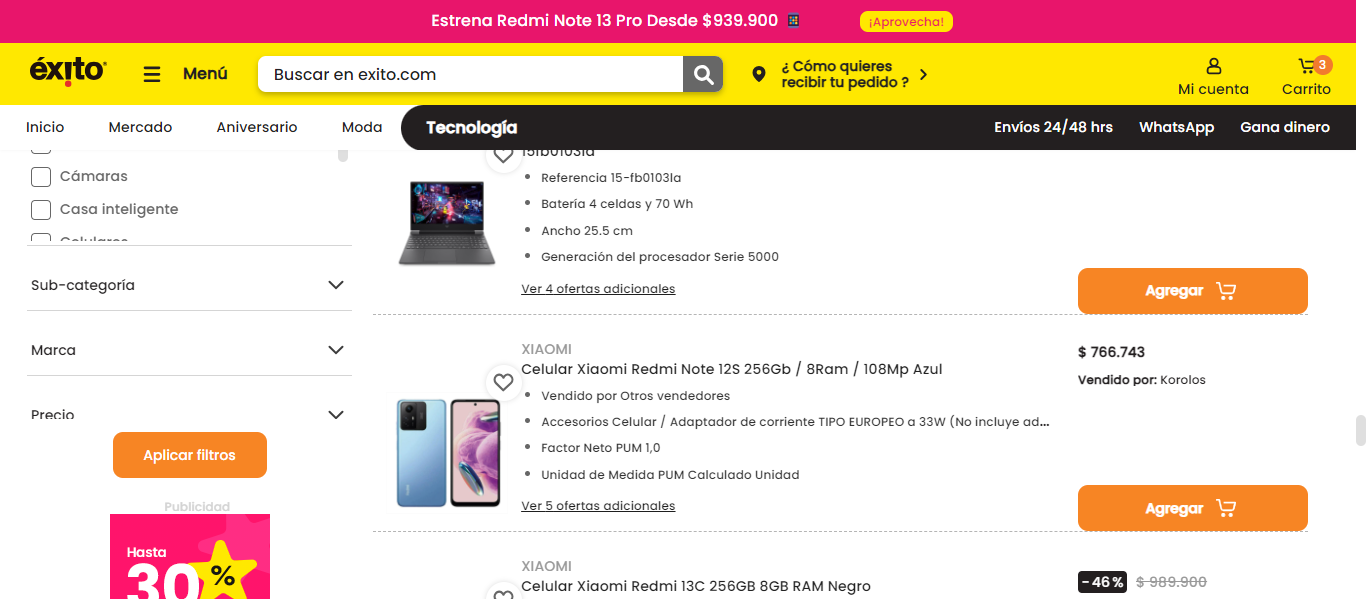 Estrena Redmi Note 13 Pro Desde $939.900
¡Aprovecha!
éxito
Menú
Buscar en exito.com
¿ Cómo quieres
recibir tu pedido ?
Mi cuenta
3
Carrito
Inicio
Mercado
Aniversario
Moda
Tecnología
Envíos 24/48 hrs
WhatsApp
Gana dinero
Cámaras
Casa inteligente
Celulares
Sub-categoría
Marca
Precio
Aplicar filtros
Publicidad
Hasta
30%
15fb0103la
Referencia 15-fb0103la
Batería 4 celdas y 70 Wh
Ancho 25.5 cm
Generación del procesador Serie 5000
Ver 4 ofertas adicionales
Agregar
XIAOMI
Celular Xiaomi Redmi Note 12S 256Gb / 8Ram / 108Mp Azul
Vendido por Otros vendedores
Accesorios Celular / Adaptador de corriente TIPO EUROPEO a 33W (No incluye ad...
Factor Neto PUM 1,0
Unidad de Medida PUM Calculado Unidad
Ver 5 ofertas adicionales
$ 766.743
Vendido por: Korolos
Agregar
XIAOMI
Celular Xiaomi Redmi 13C 256GB 8GB RAM Negro
- 46 %
$ 989.900